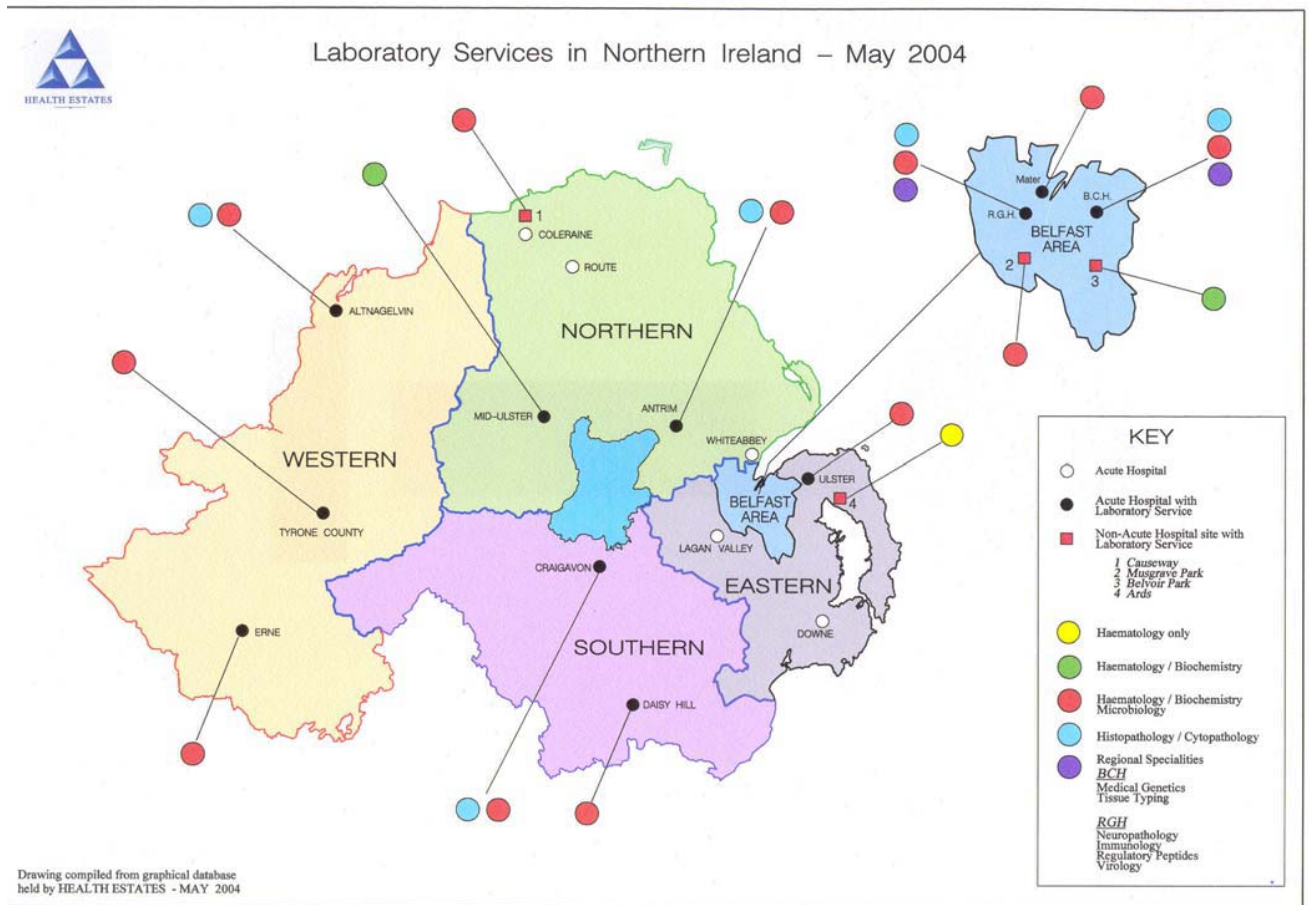 Laboratory Services in Northern Ireland – May 2004
HEALTH ESTATES
1
COLERAINE
ROUTE
ALTNAGELVIN
NORTHERN
MID-ULSTER
ANTRIM
WHITEABBEY
WESTERN
TYRONE COUNTY
ERNE
BELFAST
AREA
ULSTER
4
LAGAN VALLEY
EASTERN
DOWNE
CRAIGAVON
SOUTHERN
DAISY HILL
Mater
R.G.H.
B.C.H.
BELFAST
AREA
2
3
KEY
Acute Hospital
Acute Hospital with
Laboratory Service
Non-Acute Hospital site with
Laboratory Service
1 Causeway
2 Musgrave Park
3 Belvoir Park
4 Ards
Haematology only
Haematology / Biochemistry
Haematology / Biochemistry
Microbiology
Histopathology / Cytopathology
Regional Specialities
BCH
Medical Genetics
Tissue Typing
RGH
Neuropathology
Immunology
Regulatory Peptides
Virology
Drawing compiled from graphical database
held by HEALTH ESTATES - MAY 2004